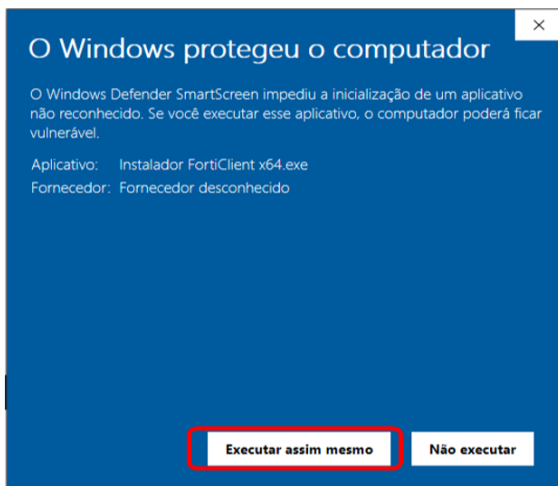 O Windows protegeu o computador
O Windows Defender SmartScreen impediu a inicialização de um aplicativo
não reconhecido. Se você executar esse aplicativo, o computador poderá ficar
vulnerável.
Aplicativo: Instalador FortiClient x64.exe
Fornecedor: Fornecedor desconhecido
Executar assim mesmo Não executar